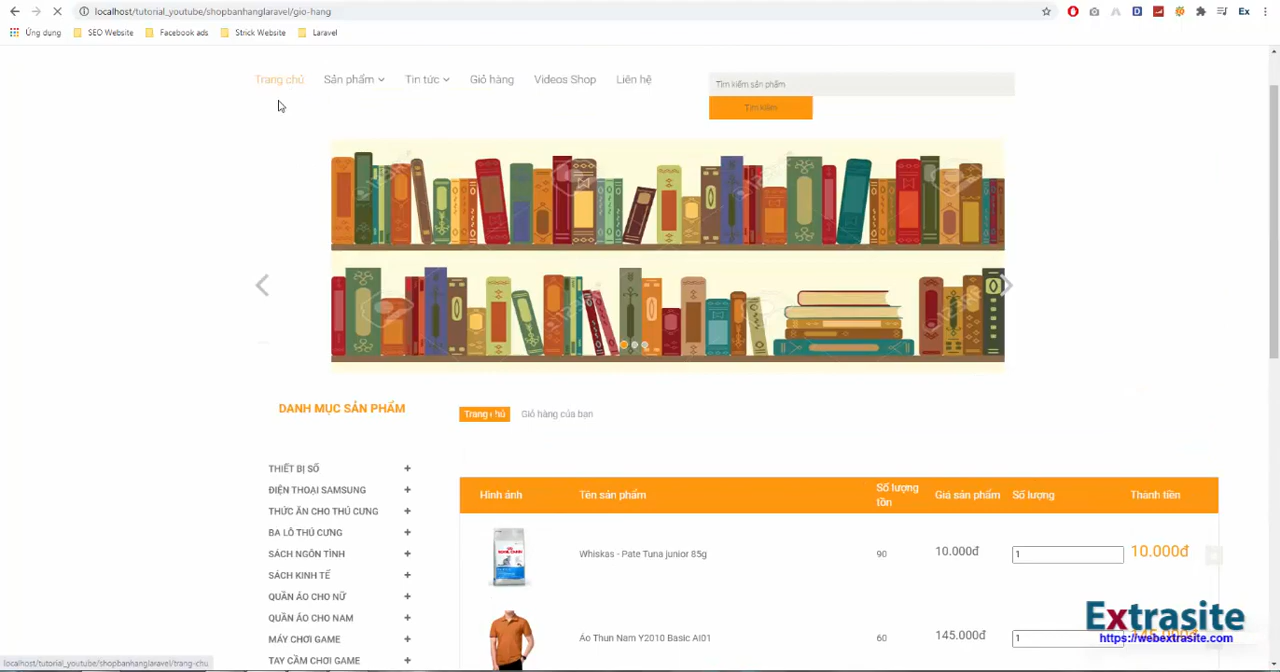 localhost/tutorial_youtube/shopbanhanglaravel/gio-hang
Ex
Ứng dụng
SEO Website
Facebook ads
Strick Website
Laravel
Trang chủ
Sản phẩm
Tin tức
Giỏ hàng
Videos Shop
Liên hệ
Tìm kiếm sản phẩm
Tìm kiếm
DANH MỤC SẢN PHẨM
Trang chủ
Giỏ hàng của bạn
THIẾT BỊ SỐ +
ĐIỆN THOẠI SAMSUNG +
THỨC ĂN CHO THÚ CƯNG +
BA LÔ THÚ CƯNG +
SÁCH NGÔN TÌNH +
SÁCH KINH TẾ +
QUẦN ÁO CHO NỮ +
QUẦN ÁO CHO NAM +
MÁY CHƠI GAME +
TAY CẦM CHƠI GAME +
Hình ảnh
Tên sản phẩm
Số lượng tồn
Giá sản phẩm
Số lượng
Thành tiền
Whiskas - Pate Tuna junior 85g
90
10.000đ
1
10.000đ
Áo Thun Nam Y2010 Basic AI01
60
145.000đ
1
Extrasite
https://webextrasite.com
localhost/tutorial_youtube/shopbanhanglaravel/trang-chu